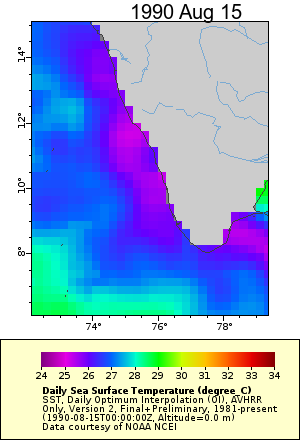 1990 Aug 15
14°
12°
10°
8°
74° 76° 78°
24 25 26 27 28 29 30 31 32 33 34
Daily Sea Surface Temperature (degree_C)
SST, Daily Optimum Interpolation (OI), AVHRR
Only, Version 2, Final+Preliminary, 1981-present
(1990-08-15T00:00:00Z, Altitude=0.0 m)
Data courtesy of NOAA NCEI